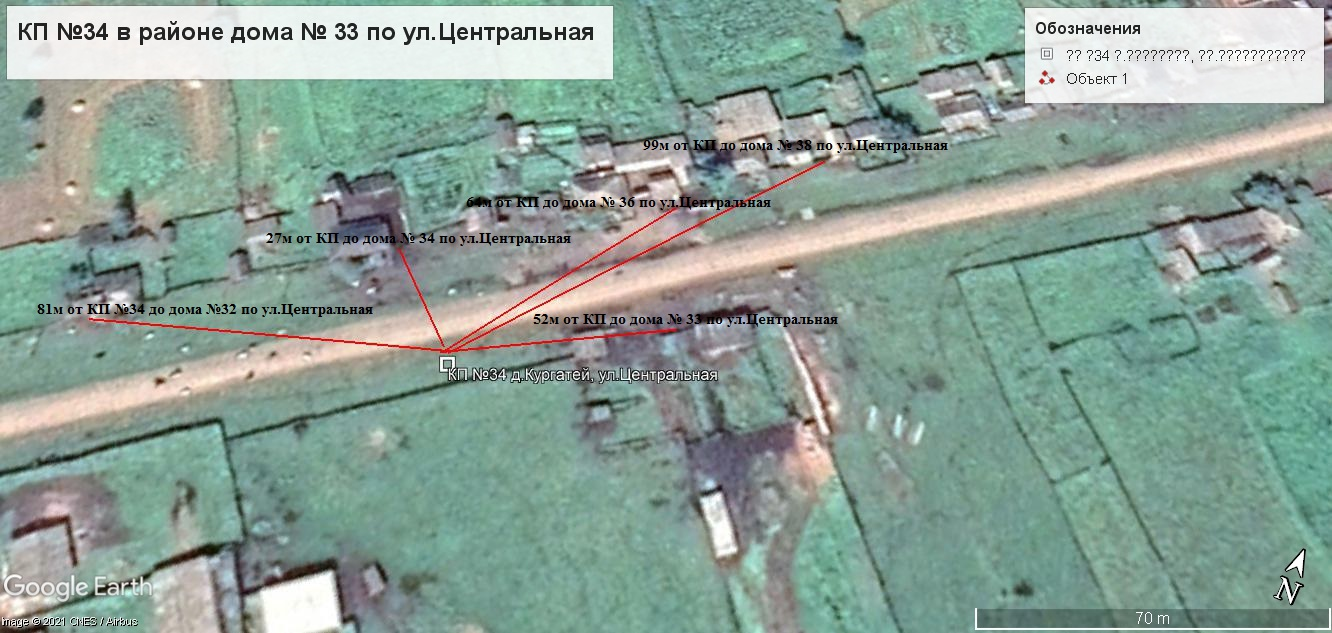 КП №34 в районе дома № 33 по ул.Центральная
Обозначения
?? ?34 ?.????????, ??.???????????
Объект 1
99м от КП до дома № 38 по ул.Центральная
64м от КП до дома № 36 по ул.Центральная
27м от КП до дома № 34 по ул.Центральная
81м от КП №34 до дома №32 по ул.Центральная
52м от КП до дома № 33 по ул.Центральная
КП №34 д.Кургатей, ул.Центральная
Google Earth
Image © 2021 CNES / Airbus
N
70 m